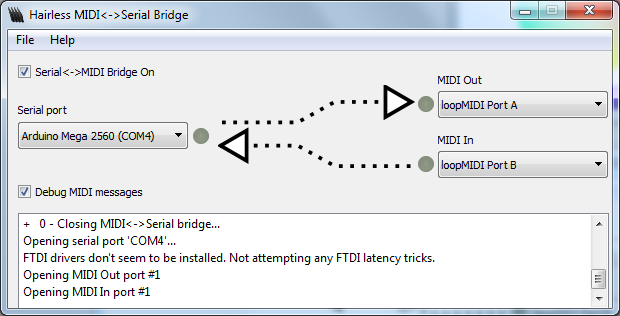 Hairless MIDI<->Serial Bridge
File Help
Serial<->MIDI Bridge On
MIDI Out
loopMIDI Port A
Serial port
Arduino Mega 2560 (COM4)
MIDI In
loopMIDI Port B
Debug MIDI messages
+ 0 - Closing MIDI<->Serial bridge...
Opening serial port 'COM4'...
FTDI drivers don't seem to be installed. Not attempting any FTDI latency tricks.
Opening MIDI Out port #1
Opening MIDI In port #1